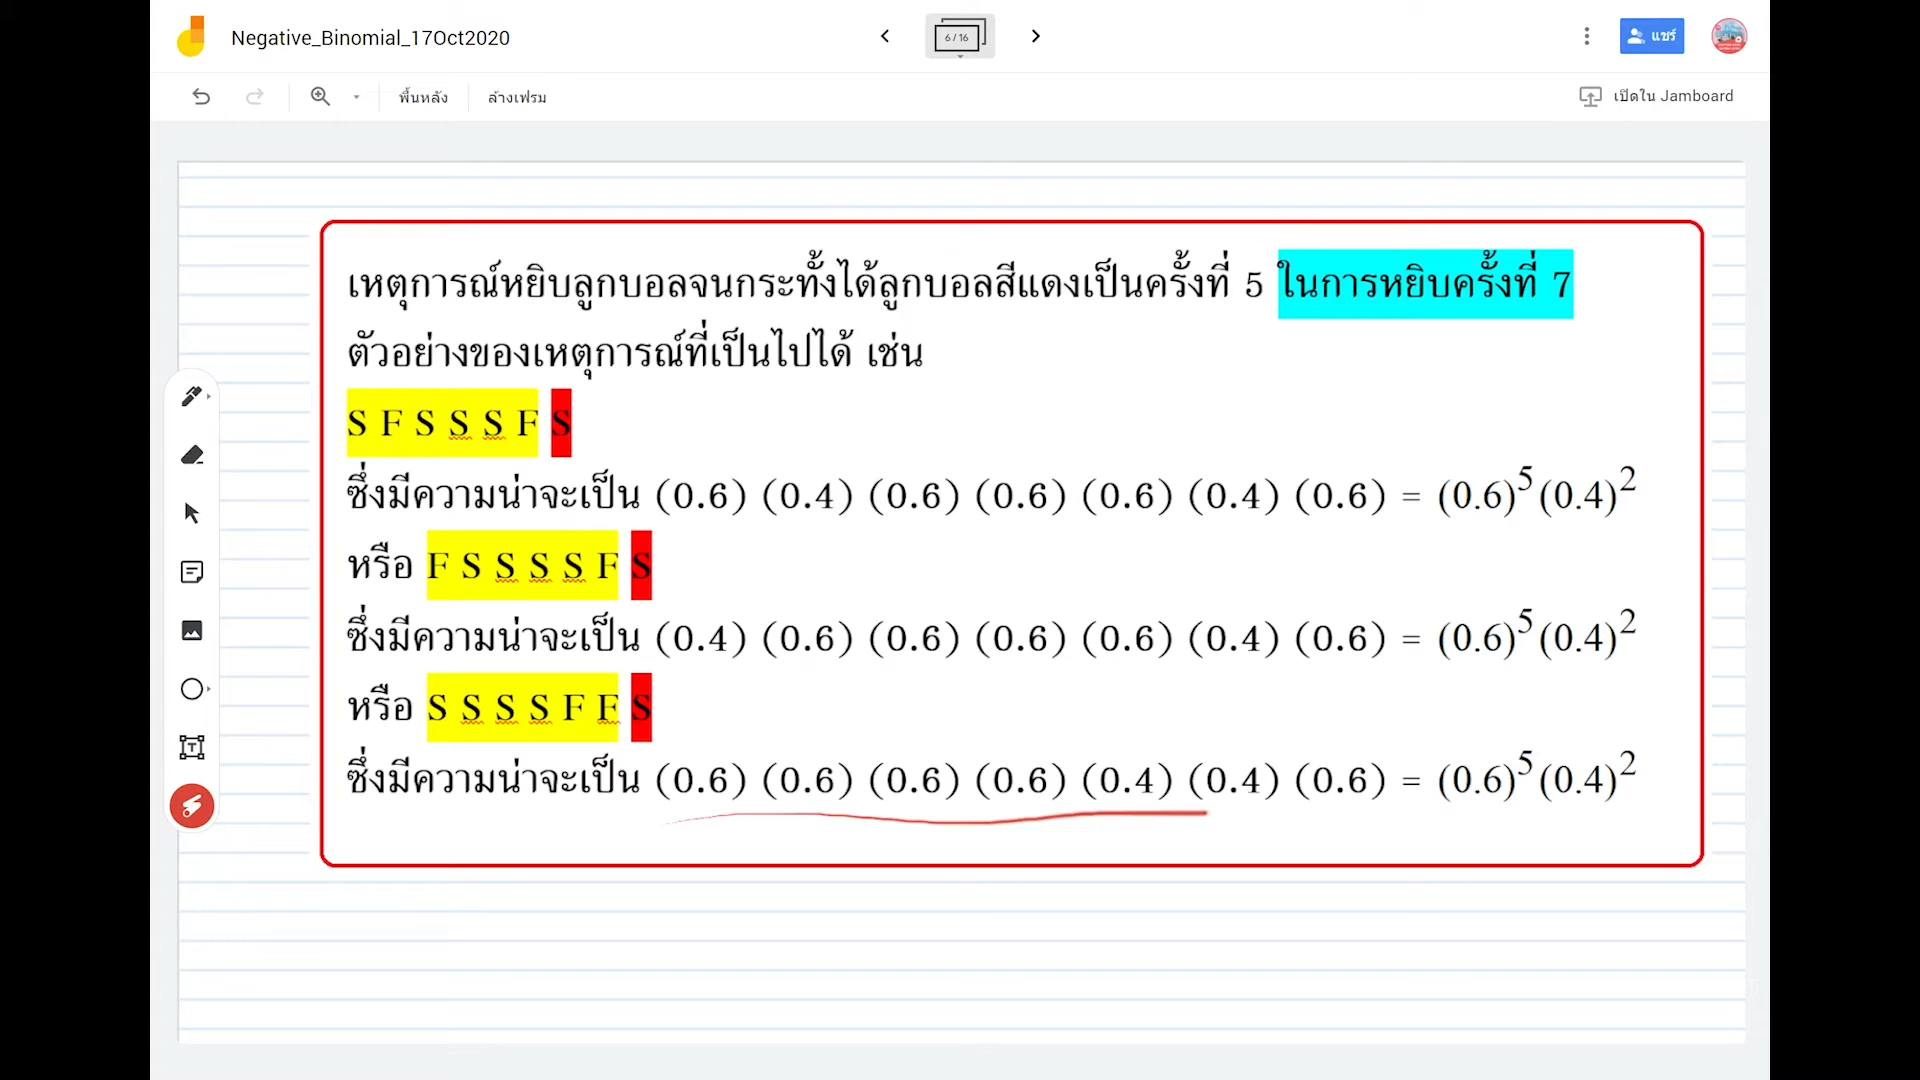 Negative_Binomial_17Oct2020
6 / 16
แชร์
พื้นหลัง
ล้างเฟรม
เปิดใน Jamboard
เหตุการณ์หยิบลูกบอลจนกระทั้งได้ลูกบอลสีแดงเป็นครั้งที่ 5 ในการหยิบครั้งที่ 7
ตัวอย่างของเหตุการณ์ที่เป็นไปได้ เช่น
S F S S S F S
ซึ่งมีความน่าจะเป็น (0.6) (0.4) (0.6) (0.6) (0.6) (0.4) (0.6) = (0.6)⁵(0.4)²
หรือ F S S S S F S
ซึ่งมีความน่าจะเป็น (0.4) (0.6) (0.6) (0.6) (0.6) (0.4) (0.6) = (0.6)⁵(0.4)²
หรือ S S S S F F S
ซึ่งมีความน่าจะเป็น (0.6) (0.6) (0.6) (0.6) (0.4) (0.4) (0.6) = (0.6)⁵(0.4)²